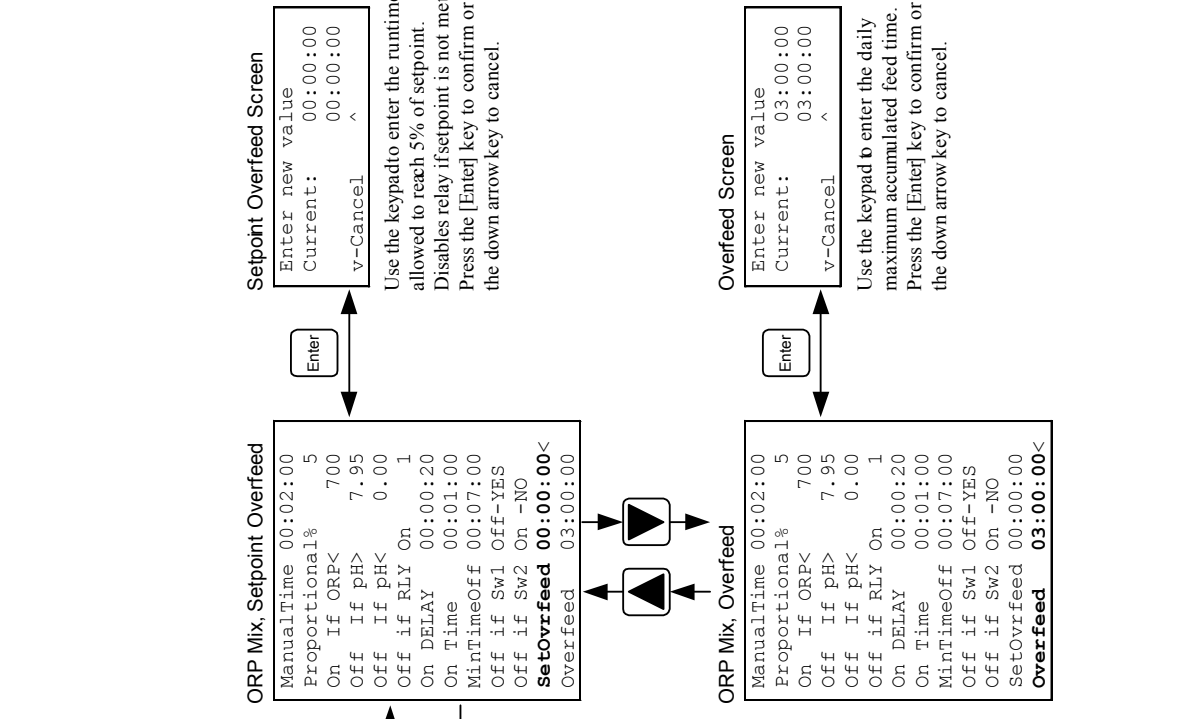 ORP Mix, Setpoint Overfeed
ManualTime 00:02:00
Proportional% 5
On If ORP< 700
Off If pH> 7.95
Off If pH< 0.00
Off if RLY On 1
On DELAY 00:00:20
On Time 00:01:00
MinTimeOff 00:07:00
Off if Sw1 Off-YES
Off if Sw2 On -NO
SetOvrfeed 00:00:00<
Overfeed 03:00:00
Enter
Setpoint Overfeed Screen
Enter new value
Current: 00:00:00
00:00:00
v-Cancel ^
Use the keypad to enter the runtime
allowed to reach 5% of setpoint.
Disables relay if setpoint is not met
Press the [Enter] key to confirm or
the down arrow key to cancel.
ORP Mix, Overfeed
ManualTime 00:02:00
Proportional% 5
On If ORP< 700
Off If pH> 7.95
Off If pH< 0.00
Off if RLY On 1
On DELAY 00:00:20
On Time 00:01:00
MinTimeOff 00:07:00
Off if Sw1 Off-YES
Off if Sw2 On -NO
SetOvrfeed 00:00:00
Overfeed 03:00:00<
Enter
Overfeed Screen
Enter new value
Current: 03:00:00
03:00:00
v-Cancel ^
Use the keypad to enter the daily
maximum accumulated feed time.
Press the [Enter] key to confirm or
the down arrow key to cancel.